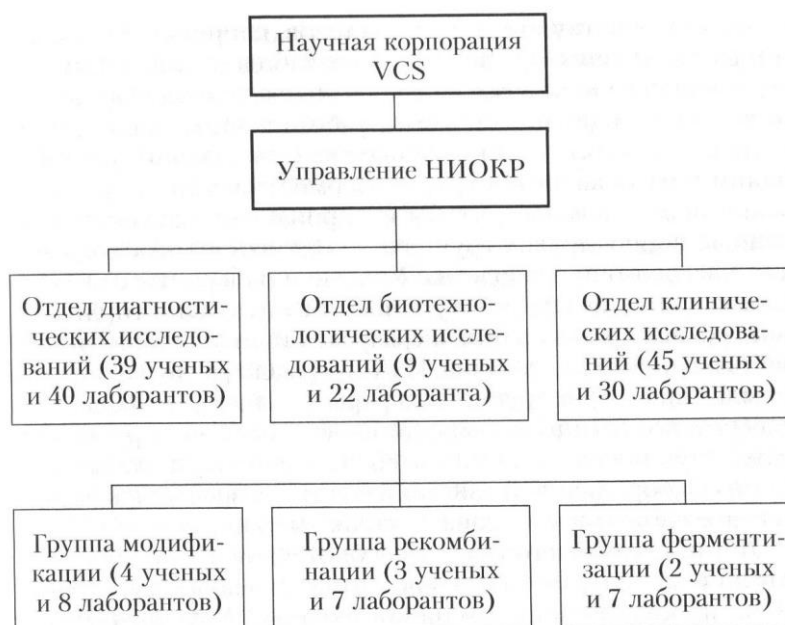 Научная корпорация
VCS
Управление НИОКР
Отдел диагности-
ческих исследо-
ваний (39 ученых
и 40 лаборантов)
Отдел биотехно-
логических иссле-
дований (9 ученых
и 22 лаборанта)
Отдел клиниче-
ских исследова-
ний (45 ученых
и 30 лаборантов)
Группа модифи-
кации (4 ученых
и 8 лаборантов)
Группа рекомби-
нации (3 ученых
и 7 лаборантов)
Группа ферменти-
зации (2 ученых
и 7 лаборантов)